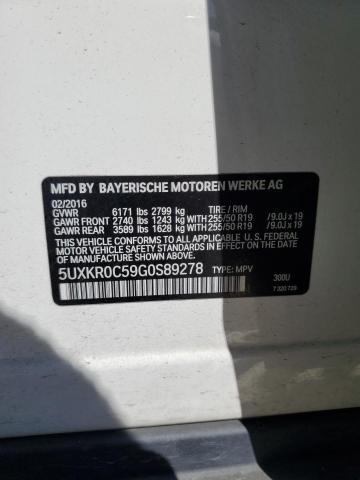 MFD BY BAYERISCHE MOTOREN WERKE AG
02/2016
GVWR 6171 lbs 2799 kg TIRE / RIM
GAWR FRONT 2740 lbs 1243 kg WITH 255/50 R19 /9.0J x 19
GAWR REAR 3589 lbs 1628 kg WITH 255/50 R19 /9.0J x 19
THIS VEHICLE CONFORMS TO ALL APPLICABLE U.S. FEDERAL
MOTOR VEHICLE SAFETY STANDARDS IN EFFECT
ON THE DATE OF MANUFACTURE SHOWN ABOVE.
5UXKR0C59G0S89278 TYPE: MPV
300U
7 320 739